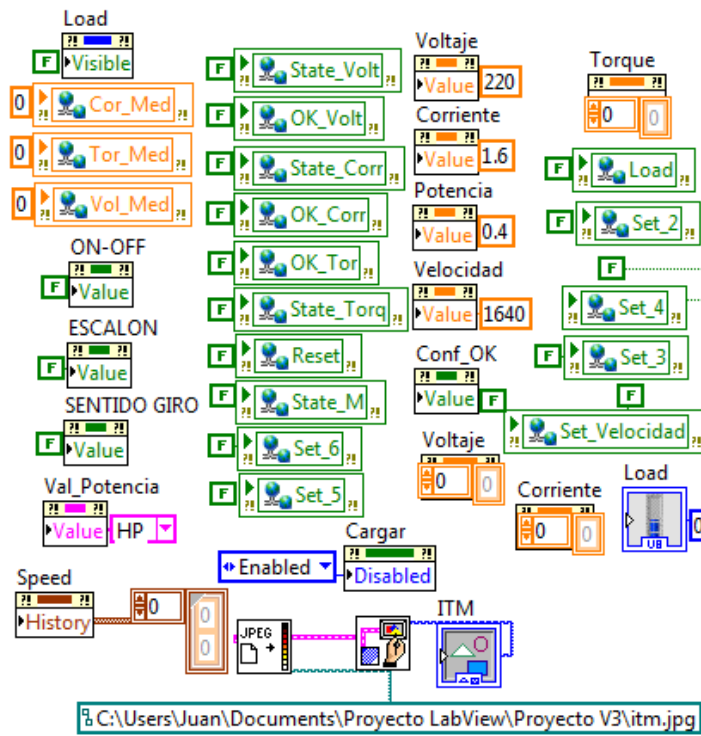 Load
?! ?!
F Visible
0 Cor_Med ?!
0 Tor_Med ?!
0 Vol_Med ?!
ON-OFF
?! ?!
F Value
ESCALON
?! ?!
F Value
SENTIDO GIRO
?! ?!
F Value
Val_Potencia
?! ?!
Value HP
F State_Volt ?!
F OK_Volt ?!
F State_Corr ?!
F OK_Corr ?!
F OK_Tor ?!
F State_Torq ?!
F Reset ?!
F State_M ?!
F Set_6 ?!
F Set_5 ?!
Voltaje
?! ?!
Value 220
Corriente
?! ?!
Value 1.6
Potencia
?! ?!
Value 0.4
Velocidad
?! ?!
Value 1640
Conf_OK
?! ?!
Value F
Voltaje
0 0
Torque
?! ?!
0 0
F Load ?!
F Set_2 ?!
F
Set_4 ?!
F Set_3 ?!
F
Set_Velocidad ?!
Corriente
?! ?!
0 0
Load
U8
0
Cargar
?! ?!
Enabled Disabled
Speed
?! ?!
History
0 0
0
JPEG
ITM
C:\Users\Juan\Documents\Proyecto LabView\Proyecto V3\itm.jpg